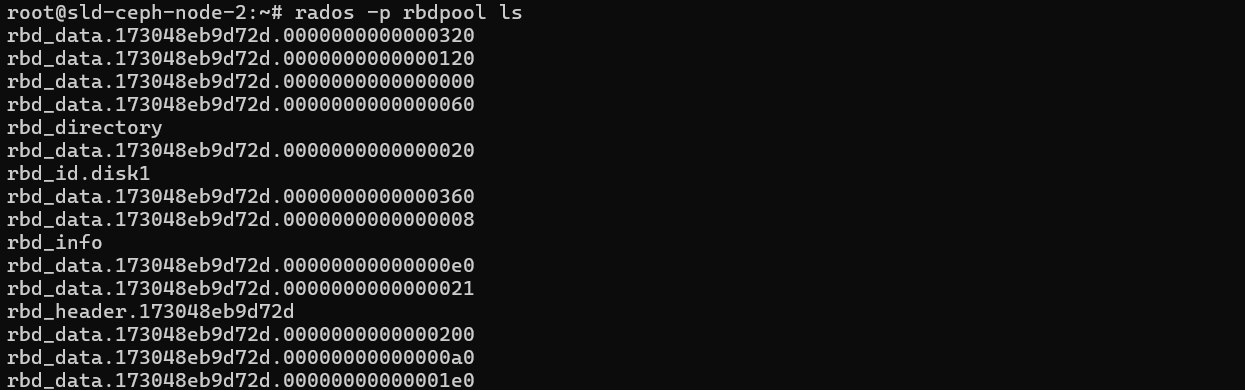 root@sld-ceph-node-2:~# rados -p rbdpool ls
rbd_data.173048eb9d72d.0000000000000320
rbd_data.173048eb9d72d.0000000000000120
rbd_data.173048eb9d72d.0000000000000000
rbd_data.173048eb9d72d.0000000000000060
rbd_directory
rbd_data.173048eb9d72d.0000000000000020
rbd_id.disk1
rbd_data.173048eb9d72d.0000000000000360
rbd_data.173048eb9d72d.0000000000000008
rbd_info
rbd_data.173048eb9d72d.00000000000000e0
rbd_data.173048eb9d72d.0000000000000021
rbd_header.173048eb9d72d
rbd_data.173048eb9d72d.0000000000000200
rbd_data.173048eb9d72d.00000000000000a0
rbd_data.173048eb9d72d.00000000000001e0